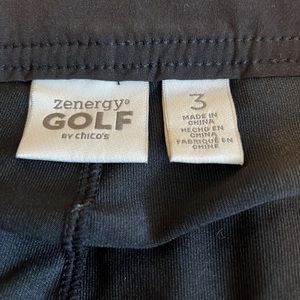 zenergy®
GOLF
BY CHICO'S
3
MADE IN
CHINA
HECHO EN
CHINA
FABRIQUÉ EN
CHINE